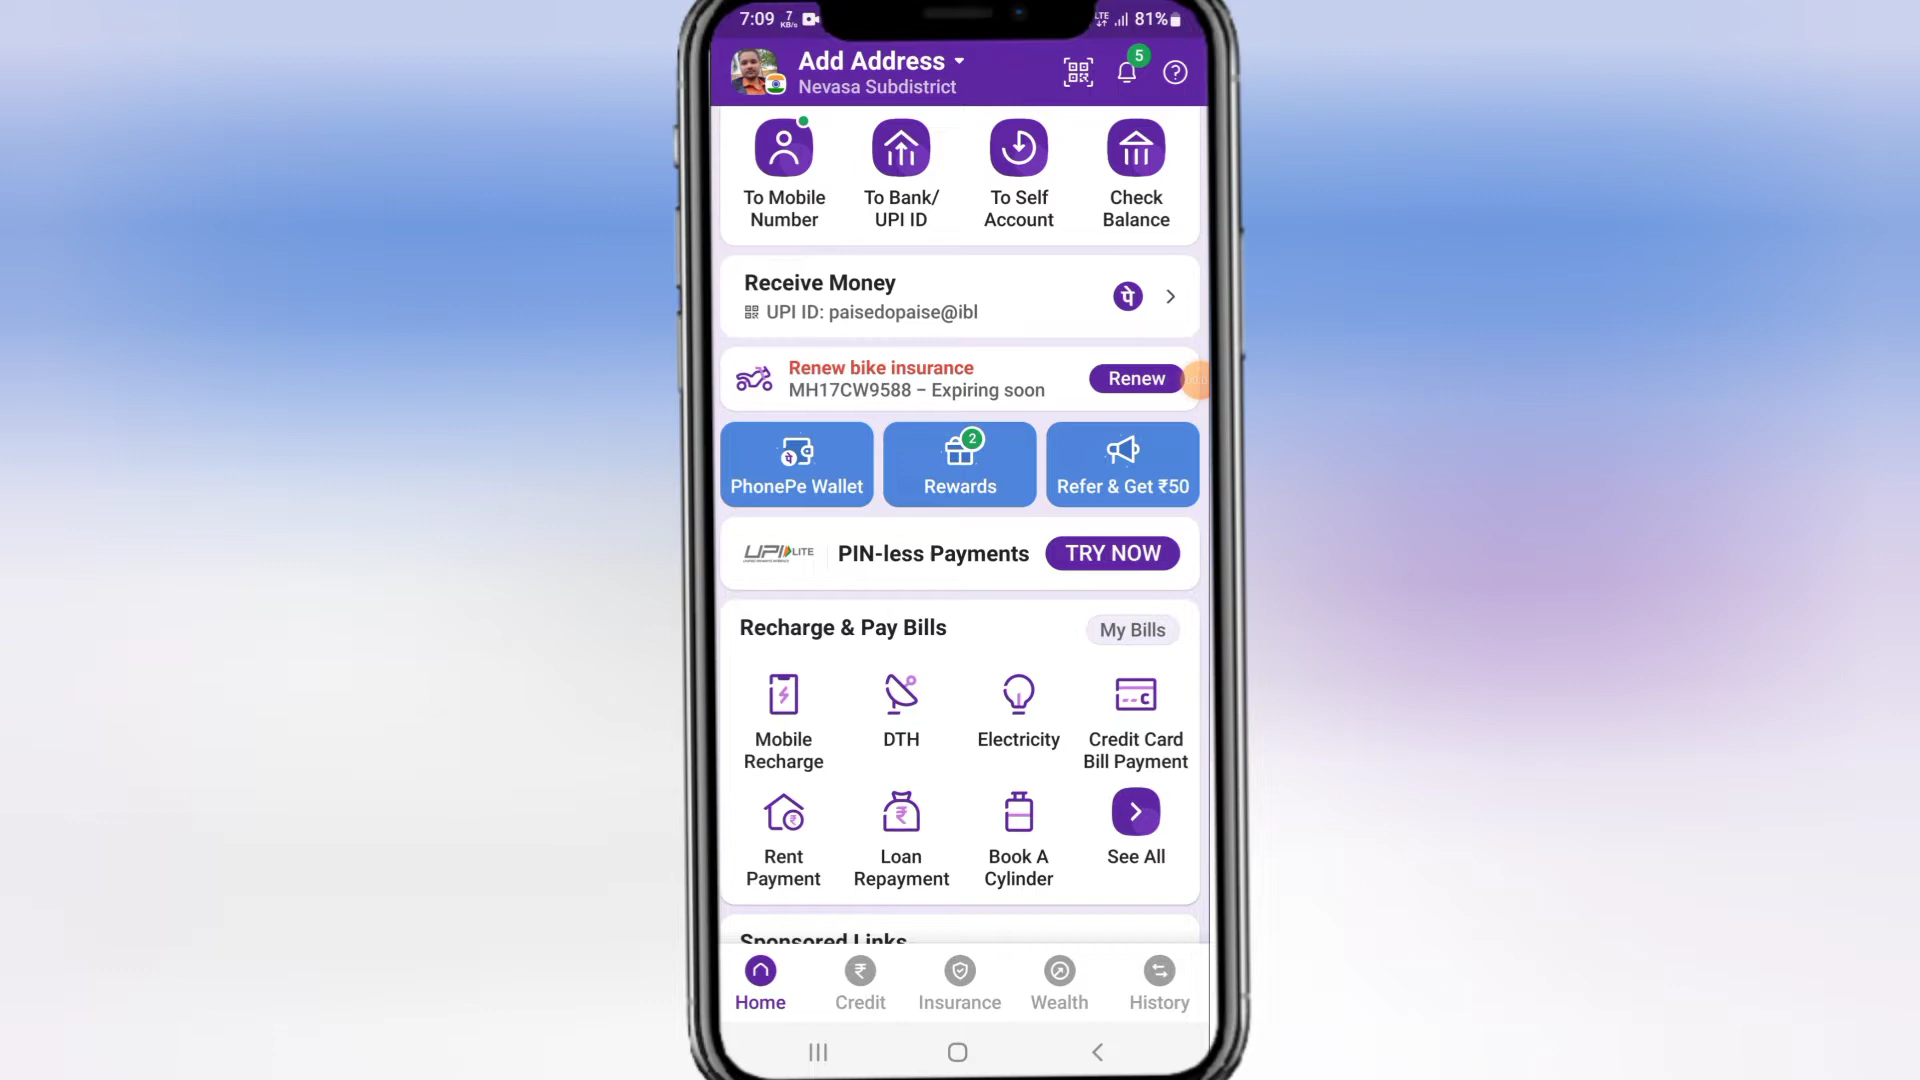 7:09 7 KB/s LTE 81%
Add Address
Nevasa Subdistrict
5
To Mobile Number
To Bank/ UPI ID
To Self Account
Check Balance
Receive Money
UPI ID: paisedopaise@ibl
पे
Renew bike insurance
MH17CW9588 – Expiring soon
Renew
पे
PhonePe Wallet
2
Rewards
Refer & Get ₹50
UPI LITE
PIN-less Payments
TRY NOW
Recharge & Pay Bills
My Bills
Mobile Recharge
DTH
Electricity
Credit Card Bill Payment
Rent Payment
Loan Repayment
Book A Cylinder
See All
Sponsored Links
Home
Credit
Insurance
Wealth
History